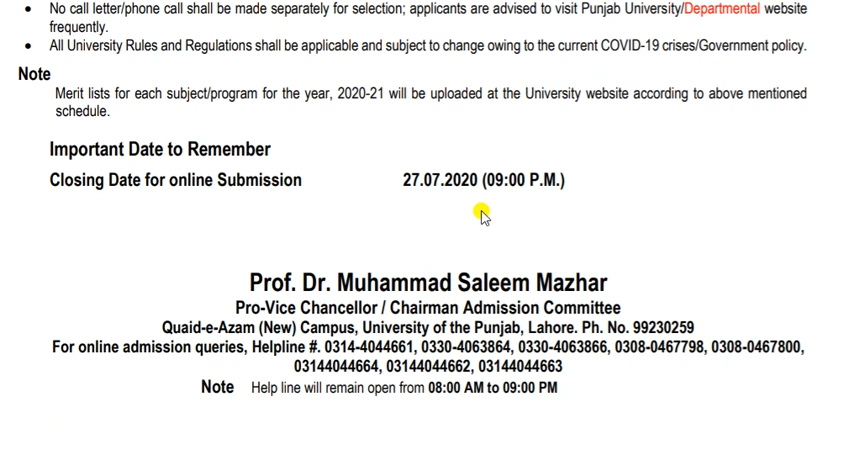 • No call letter/phone call shall be made separately for selection; applicants are advised to visit Punjab University/Departmental website
frequently.
• All University Rules and Regulations shall be applicable and subject to change owing to the current COVID-19 crises/Government policy.
Note
Merit lists for each subject/program for the year, 2020-21 will be uploaded at the University website according to above mentioned
schedule.
Important Date to Remember
Closing Date for online Submission 27.07.2020 (09:00 P.M.)
Prof. Dr. Muhammad Saleem Mazhar
Pro-Vice Chancellor / Chairman Admission Committee
Quaid-e-Azam (New) Campus, University of the Punjab, Lahore. Ph. No. 99230259
For online admission queries, Helpline #. 0314-4044661, 0330-4063864, 0330-4063866, 0308-0467798, 0308-0467800,
03144044664, 03144044662, 03144044663
Note Help line will remain open from 08:00 AM to 09:00 PM